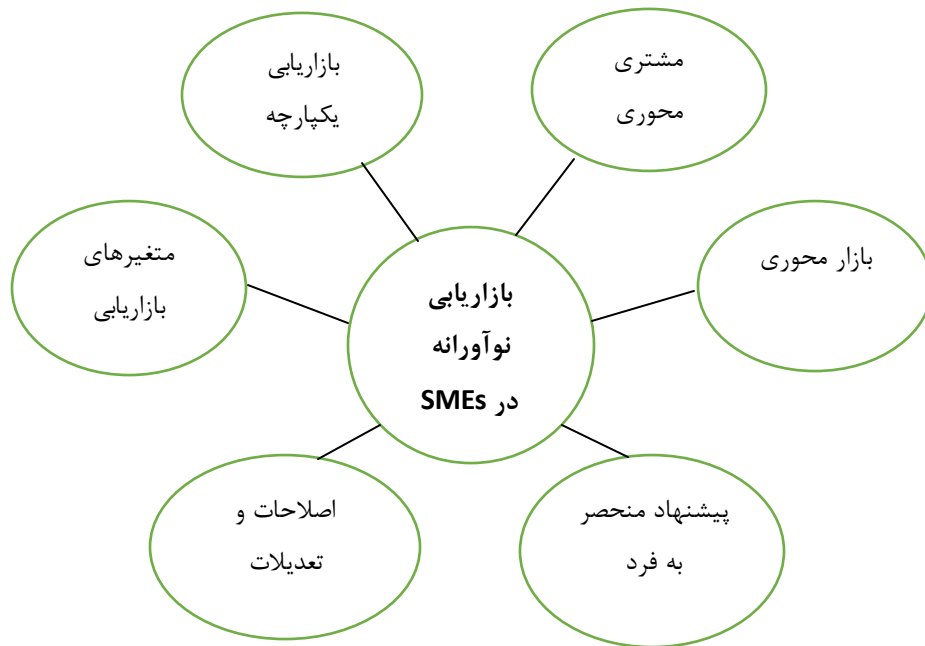 مشتری
محوری
بازاریابی
یکپارچه
بازار محوری
متغیرهای
بازاریابی
بازاریابی
نوآورانه
در SMEs
پیشنهاد منحصر
به فرد
اصلاحات و
تعدیلات